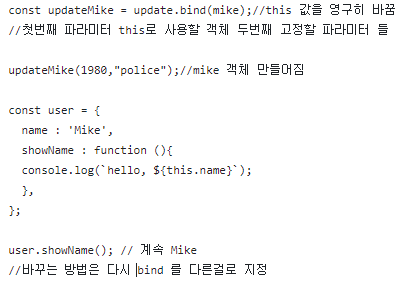 const updateMike = update.bind(mike);//this 값을 영구히 바꿈
//첫번째 파라미터 this로 사용할 객체 두번째 고정할 파라미터 들
updateMike(1980,"police");//mike 객체 만들어짐
const user = {
name : 'Mike',
showName : function (){
console.log(`hello, ${this.name}`);
},
};
user.showName(); // 계속 Mike
//바꾸는 방법은 다시 bind 를 다른걸로 지정